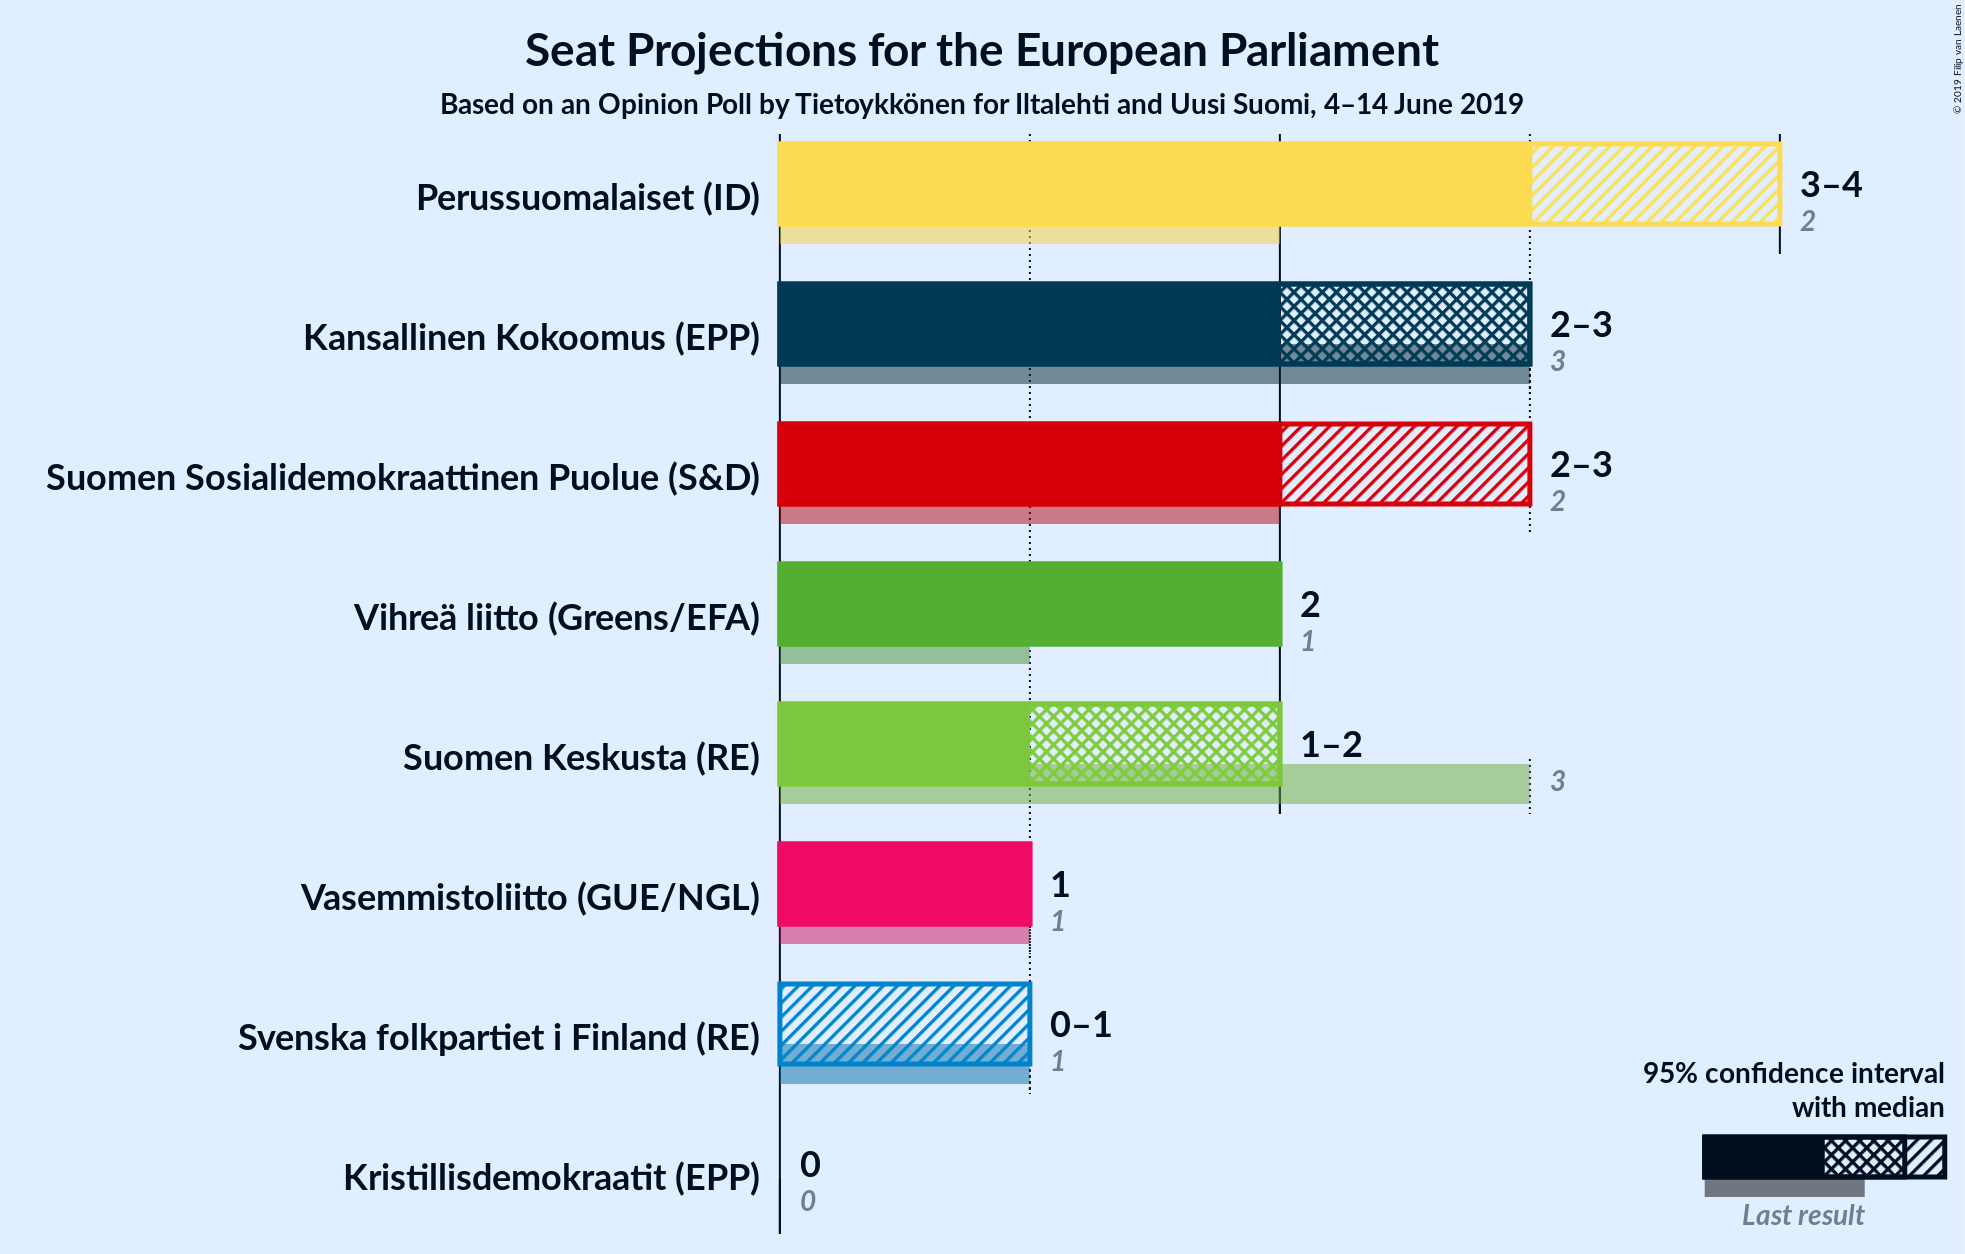 Seat Projections for the European Parliament
Based on an Opinion Poll by Tietoykkönen for Iltalehti and Uusi Suomi, 4–14 June 2019
© 2019 Filip van Laenen
Perussuomalaiset (ID)
3–4
2
Kansallinen Kokoomus (EPP)
2–3
3
Suomen Sosialidemokraattinen Puolue (S&D)
2–3
2
Vihreä liitto (Greens/EFA)
2
1
Suomen Keskusta (RE)
1–2
3
Vasemmistoliitto (GUE/NGL)
1
1
Svenska folkpartiet i Finland (RE)
0–1
1
Kristillisdemokraatit (EPP)
0
0
95% confidence interval
with median
Last result